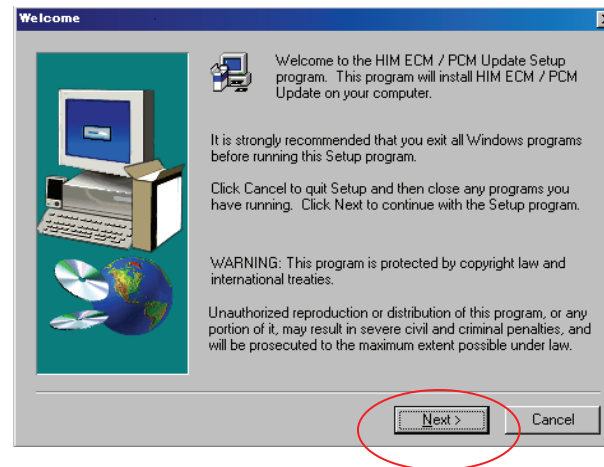 Welcome
Welcome to the HIM ECM / PCM Update Setup
program. This program will install HIM ECM / PCM
Update on your computer.
It is strongly recommended that you exit all Windows programs
before running this Setup program.
Click Cancel to quit Setup and then close any programs you
have running. Click Next to continue with the Setup program.
WARNING: This program is protected by copyright law and
international treaties.
Unauthorized reproduction or distribution of this program, or any
portion of it, may result in severe civil and criminal penalties, and
will be prosecuted to the maximum extent possible under law.
Next >
Cancel